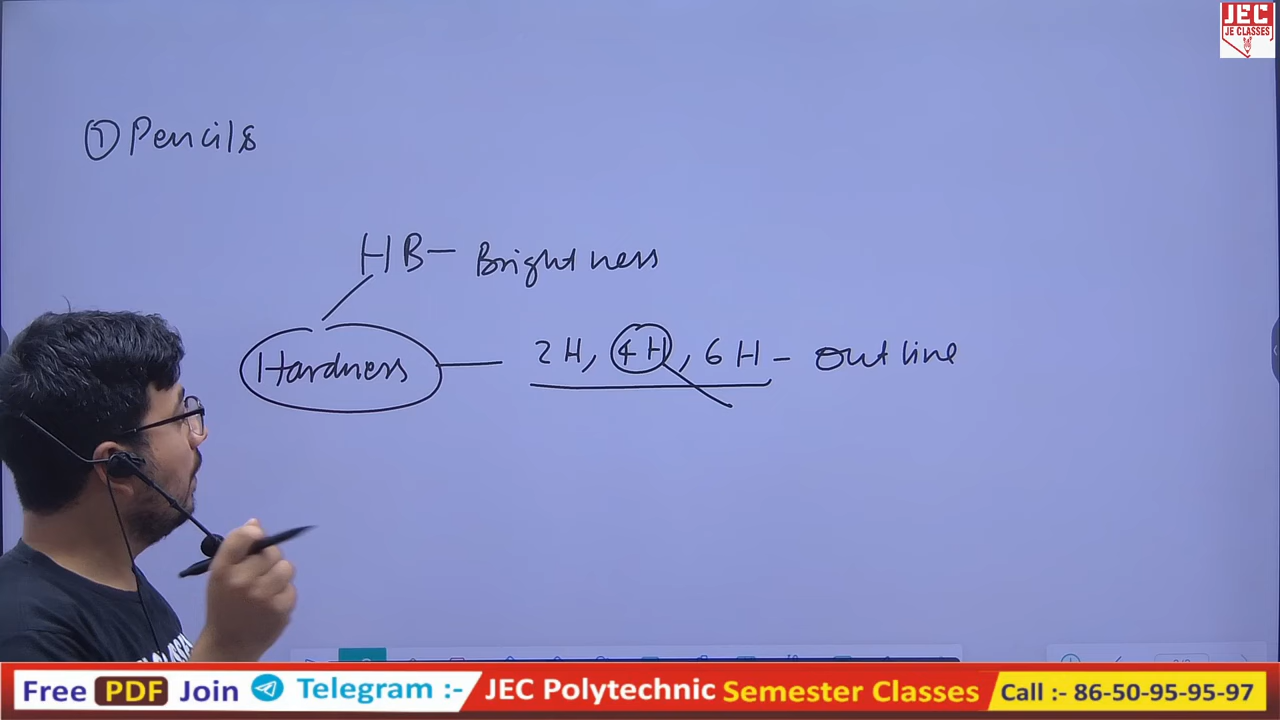 JEC
JE CLASSES
① Pencils
HB - Brightness
Hardness - 2H, 4H, 6H - outline
Free PDF Join Telegram :- JEC Polytechnic Semester Classes Call :- 86-50-95-95-97